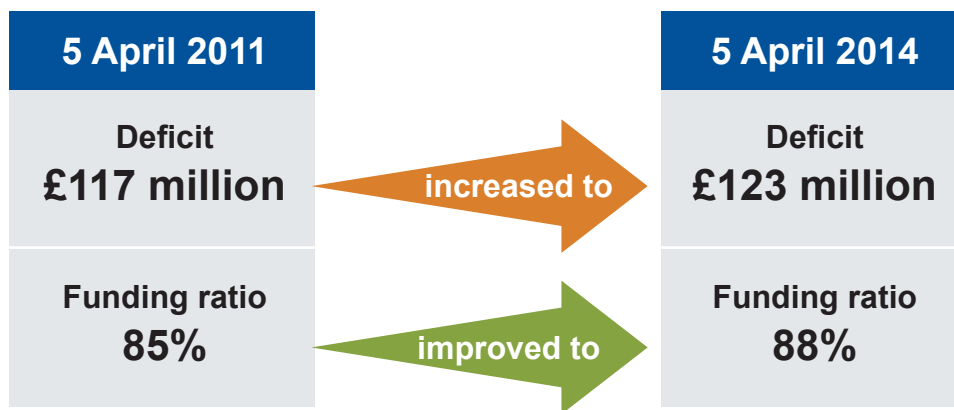 5 April 2011
5 April 2014
Deficit
£117 million
increased to
Deficit
£123 million
Funding ratio
85%
improved to
Funding ratio
88%